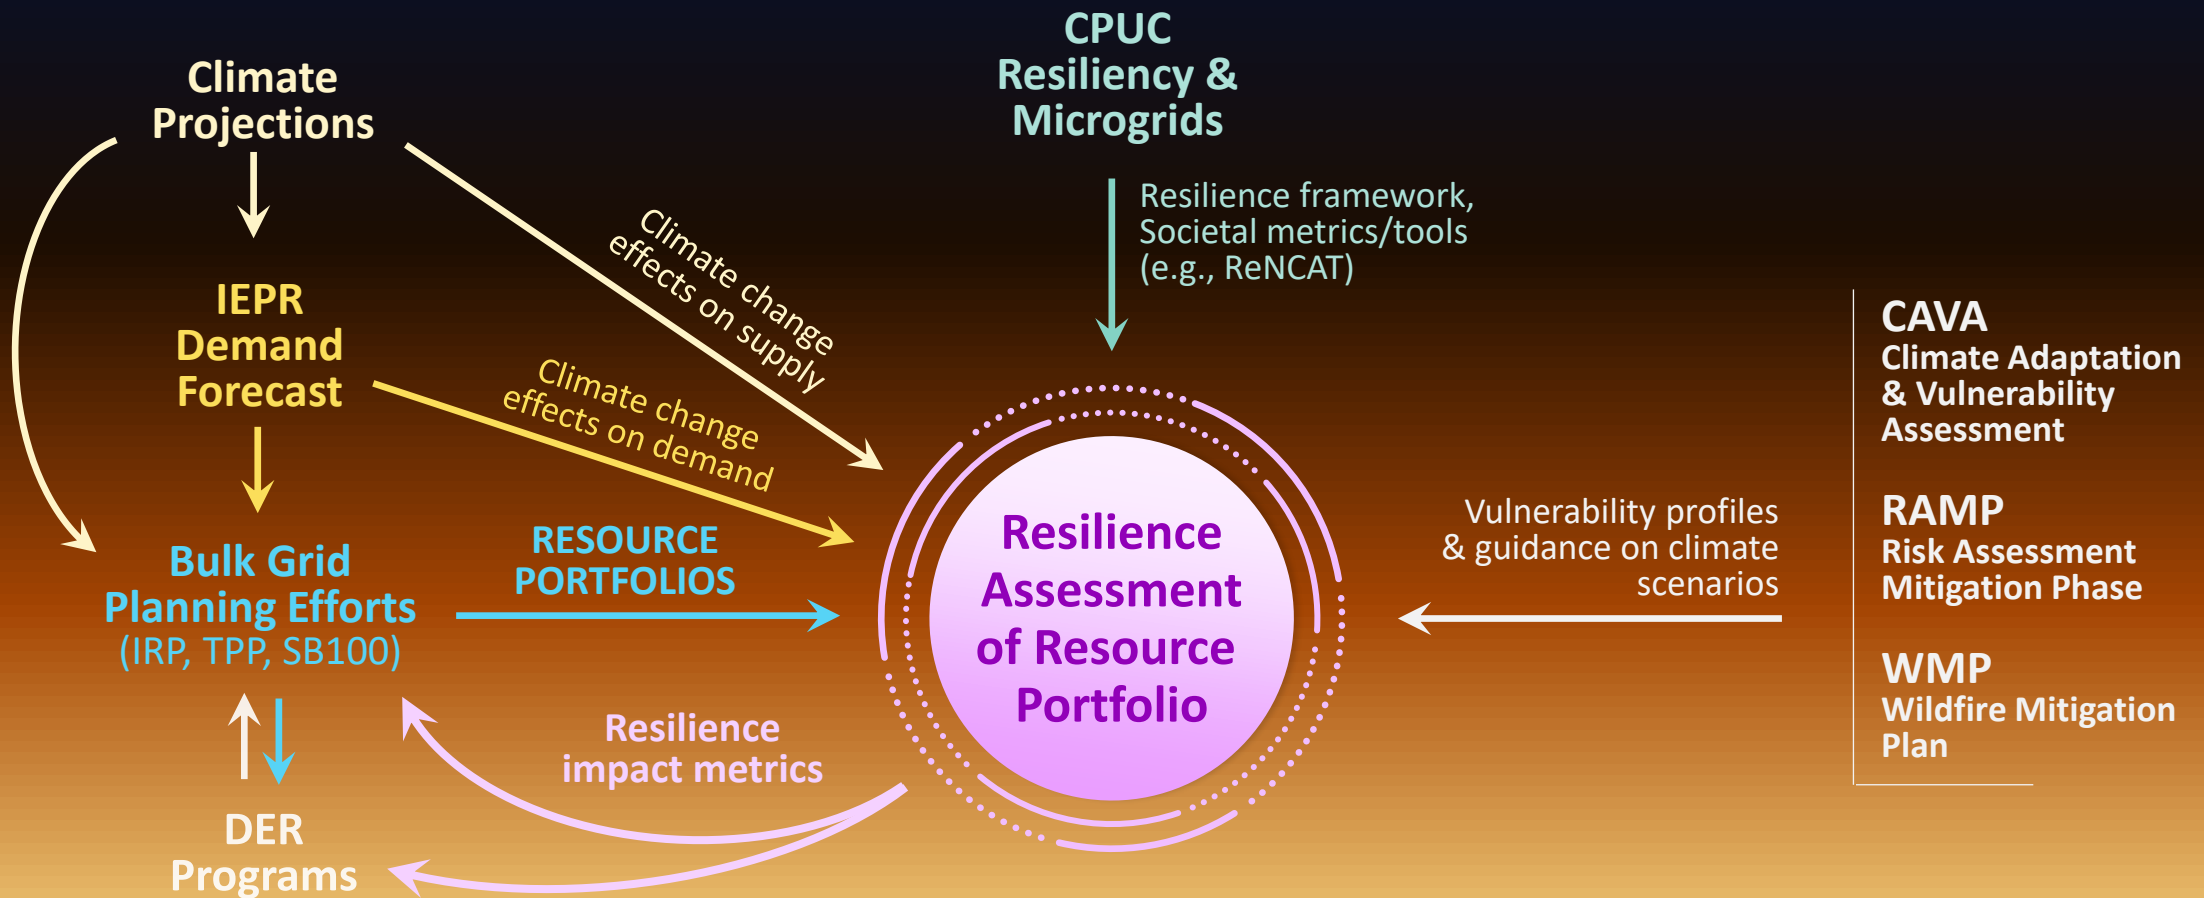 Climate
Projections
CPUC
Resiliency &
Microgrids
Resilience framework,
Societal metrics/tools
(e.g., ReNCAT)
Climate change
effects on supply
IEPR
Demand
Forecast
Climate change
effects on demand
Bulk Grid
Planning Efforts
(IRP, TPP, SB100)
RESOURCE
PORTFOLIOS
Resilience
Assessment
of Resource
Portfolio
Vulnerability profiles
& guidance on climate
scenarios
CAVA
Climate Adaptation
& Vulnerability
Assessment
RAMP
Risk Assessment
Mitigation Phase
WMP
Wildfire Mitigation
Plan
Resilience
impact metrics
DER
Programs